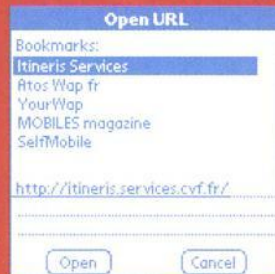 Open URL
Bookmarks:
Itineris Services
Atos Wap fr
YourWap
MOBILES magazine
SelfMobile
http://itineris.services.cvf.fr/
Open
Cancel